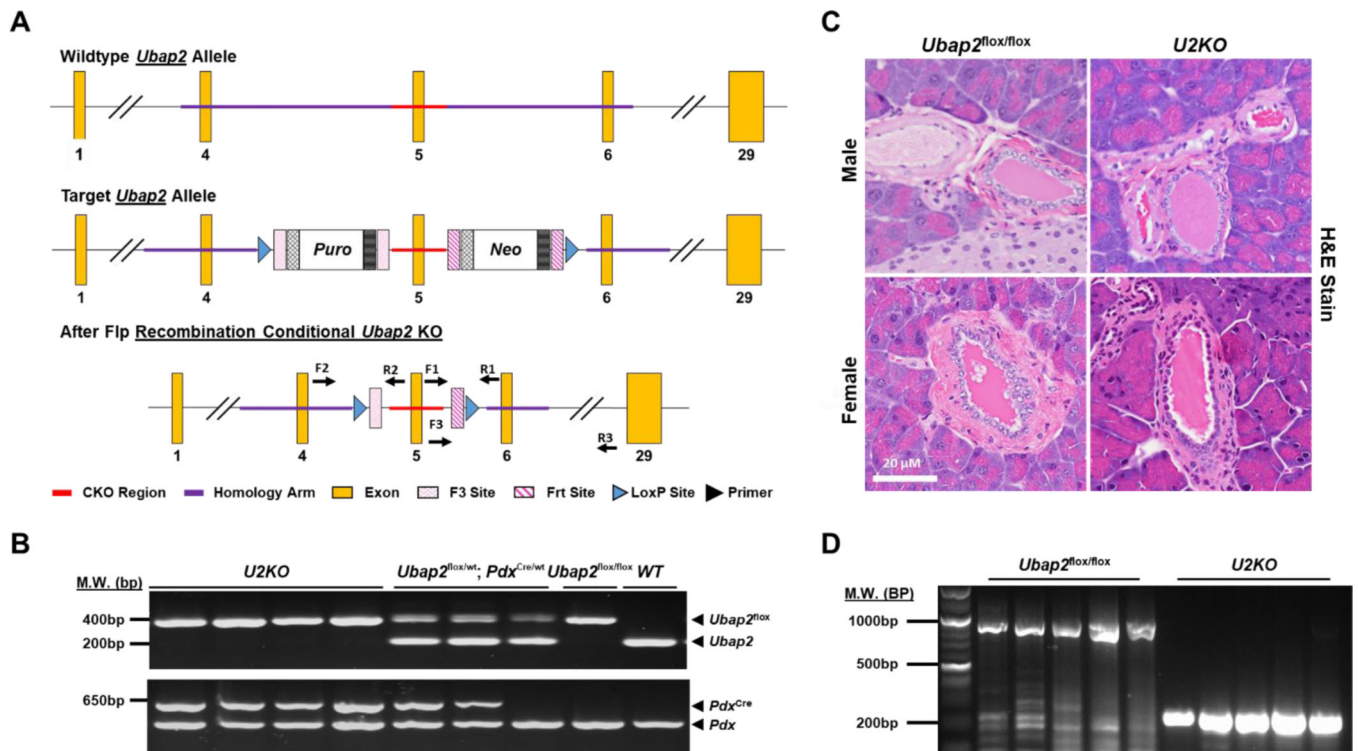 A
Wildtype Ubap2 Allele
1 4 5 6 29
Target Ubap2 Allele
Puro Neo
1 4 5 6 29
After Flp Recombination Conditional Ubap2 KO
F2 R2 F1 R1
F3 R3
1 4 5 6 29
CKO Region Homology Arm Exon F3 Site Frt Site LoxP Site Primer
B
U2KO Ubap2flox/wt; PdxCre/wt Ubap2flox/flox WT
M.W. (bp)
400bp Ubap2flox
200bp Ubap2
650bp PdxCre
Pdx
C
Ubap2flox/flox U2KO
Male
Female
H&E Stain
20 µM
D
Ubap2flox/flox U2KO
M.W. (BP)
1000bp
500bp
200bp